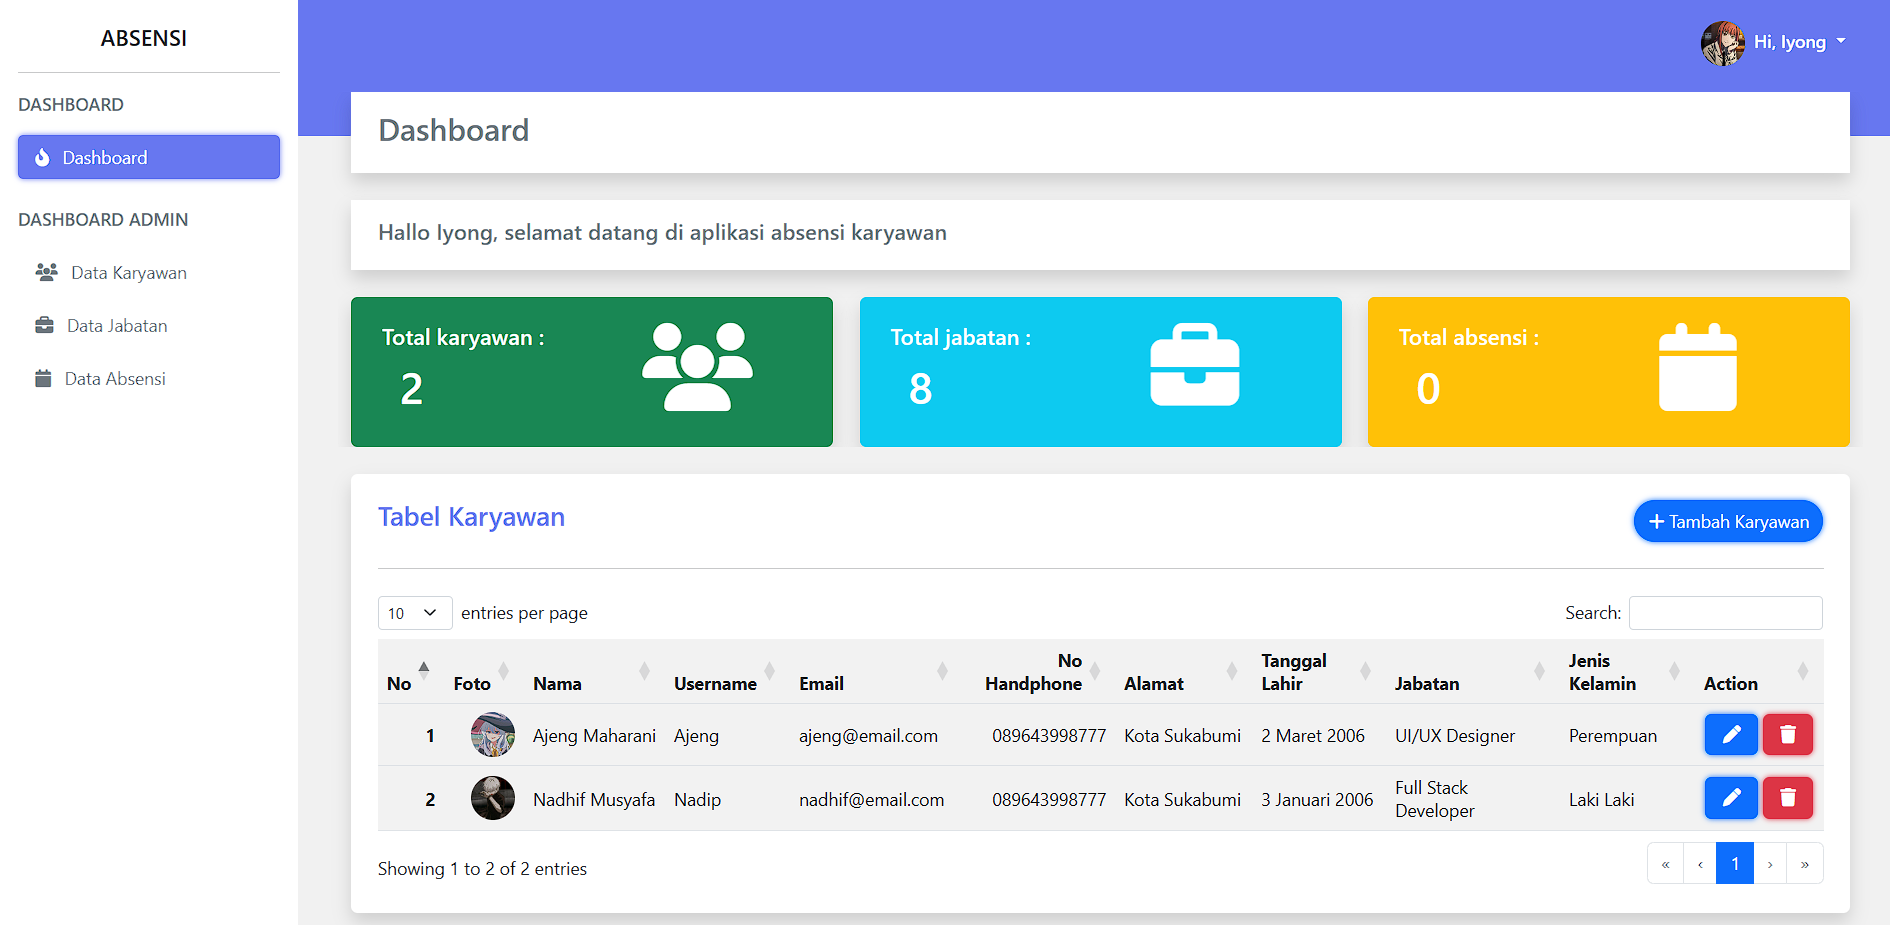 ABSENSI
Hi, Iyong
DASHBOARD
Dashboard
DASHBOARD ADMIN
Data Karyawan
Data Jabatan
Data Absensi
Dashboard
Hallo Iyong, selamat datang di aplikasi absensi karyawan
Total karyawan :
2
Total jabatan :
8
Total absensi :
0
Tabel Karyawan
+ Tambah Karyawan
10 entries per page
Search:
No Foto Nama Username Email No Handphone Alamat Tanggal Lahir Jabatan Jenis Kelamin Action
1 Ajeng Maharani Ajeng ajeng@email.com 089643998777 Kota Sukabumi 2 Maret 2006 UI/UX Designer Perempuan
2 Nadhif Musyafa Nadip nadhif@email.com 089643998777 Kota Sukabumi 3 Januari 2006 Full Stack Developer Laki Laki
Showing 1 to 2 of 2 entries
« ‹ 1 › »